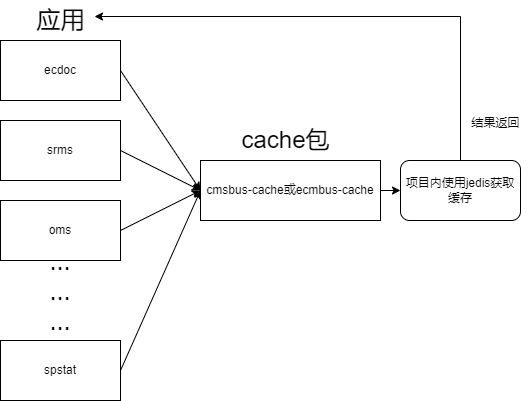 应用
ecdoc
结果返回
srms
cache包
cmsbus-cache或ecmbus-cache
项目内使用jedis获取
缓存
oms
...
...
...
spstat